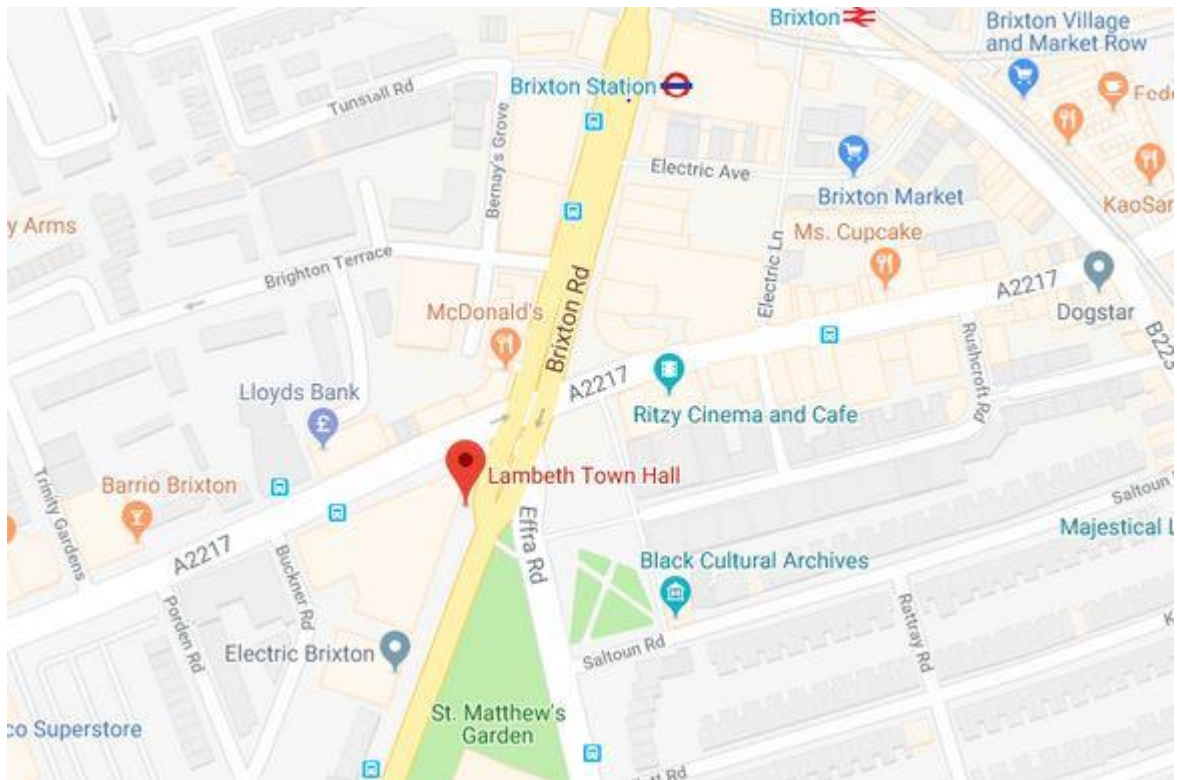 Brixton
Brixton Village
and Market Row
Tunstall Rd
Brixton Station
Bernay's Grove
Electric Ave
Brixton Market
KaoSar
y Arms
Ms. Cupcake
Brighton Terrace
Electric Ln
A2217
Dogstar
McDonald's
Brixton Rd
Rushcroft Rd
B223
A2217
Lloyds Bank
£
Ritzy Cinema and Cafe
Lambeth Town Hall
Barrio Brixton
Trinity Gardens
Saltoun
Effra Rd
Majestical L
A2217
Buckner Rd
Black Cultural Archives
Porden Rd
Rattray Rd
Electric Brixton
Saltoun Rd
K
St. Matthew's
Garden
co Superstore
tt Rd